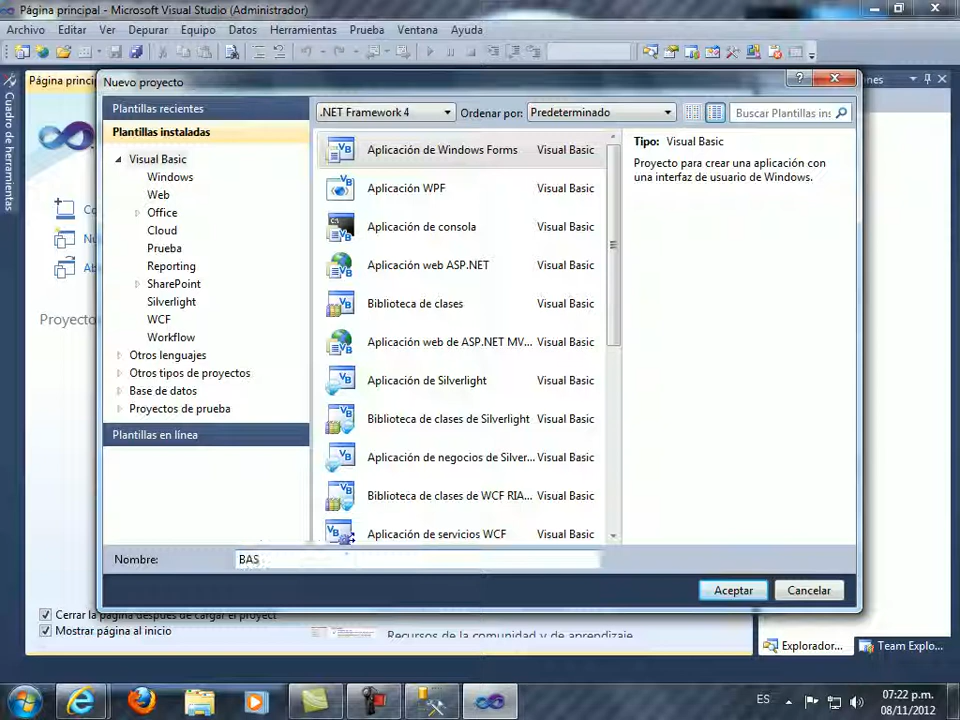 Página principal - Microsoft Visual Studio (Administrador)
Archivo Editar Ver Depurar Equipo Datos Herramientas Prueba Ventana Ayuda
Página princi
Nuevo proyecto
Cuadro de herramientas
Plantillas recientes
.NET Framework 4
Ordenar por:
Predeterminado
Buscar Plantillas ins
Plantillas instaladas
Visual Basic
Windows
Web
Office
Cloud
Prueba
Reporting
SharePoint
Silverlight
WCF
Workflow
Otros lenguajes
Otros tipos de proyectos
Base de datos
Proyectos de prueba
Plantillas en línea
Aplicación de Windows Forms Visual Basic
Aplicación WPF Visual Basic
Aplicación de consola Visual Basic
Aplicación web ASP.NET Visual Basic
Biblioteca de clases Visual Basic
Aplicación web de ASP.NET MV... Visual Basic
Aplicación de Silverlight Visual Basic
Biblioteca de clases de Silverlight Visual Basic
Aplicación de negocios de Silver... Visual Basic
Biblioteca de clases de WCF RIA... Visual Basic
Aplicación de servicios WCF Visual Basic
Tipo: Visual Basic
Proyecto para crear una aplicación con
una interfaz de usuario de Windows.
Proyecto
Nombre: BAS
Aceptar Cancelar
Cerrar la página después de cargar el proyect
Mostrar página al inicio
Recursos de la comunidad y de aprendizaje
Explorador... Team Explo...
ES
07:22 p.m.
08/11/2012